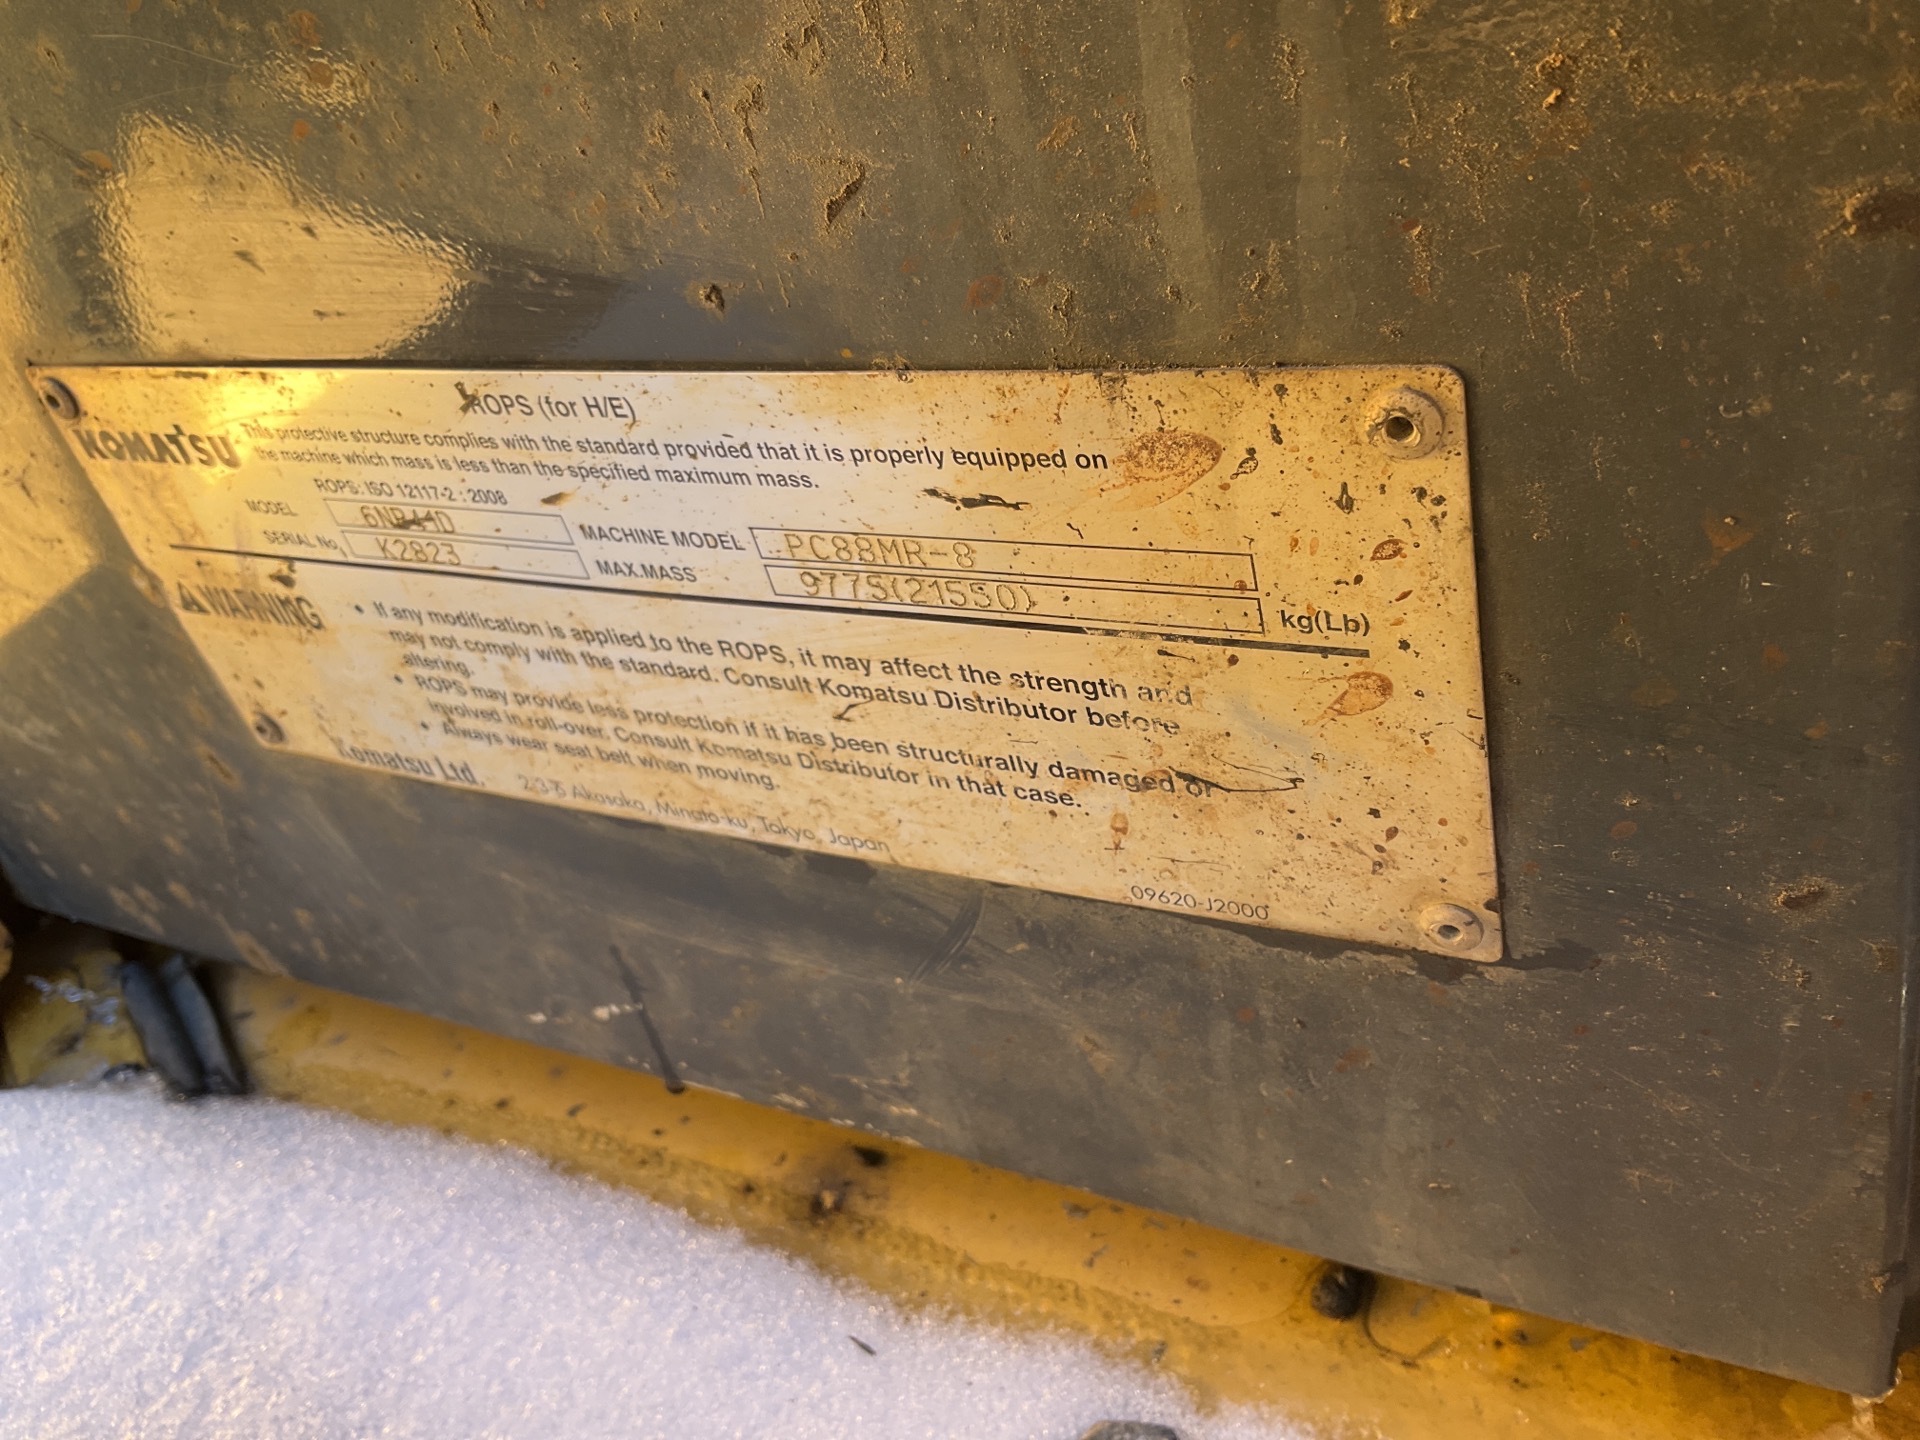 ROPS (for H/E)
KOMATSU
This protective structure complies with the standard provided that it is properly equipped on
the machine which mass is less than the specified maximum mass.
ROPS: ISO 12117-2 : 2008
MODEL MACHINE MODEL PC88MR-8
SERIAL No. K2823 MAX.MASS 9775(21550) kg(Lb)
WARNING
• If any modification is applied to the ROPS, it may affect the strength and
may not comply with the standard. Consult Komatsu Distributor before
altering.
• ROPS may provide less protection if it has been structurally damaged or
involved in roll-over. Consult Komatsu Distributor in that case.
• Always wear seat belt when moving.
Komatsu Ltd. 2-3-6 Akasaka, Minato-ku, Tokyo, Japan
09620-J2000